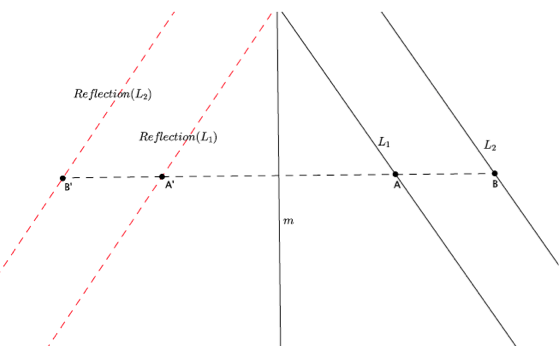 Reflection(L₂)
Reflection(L₁)
L₁
L₂
B'
A'
A
B
m